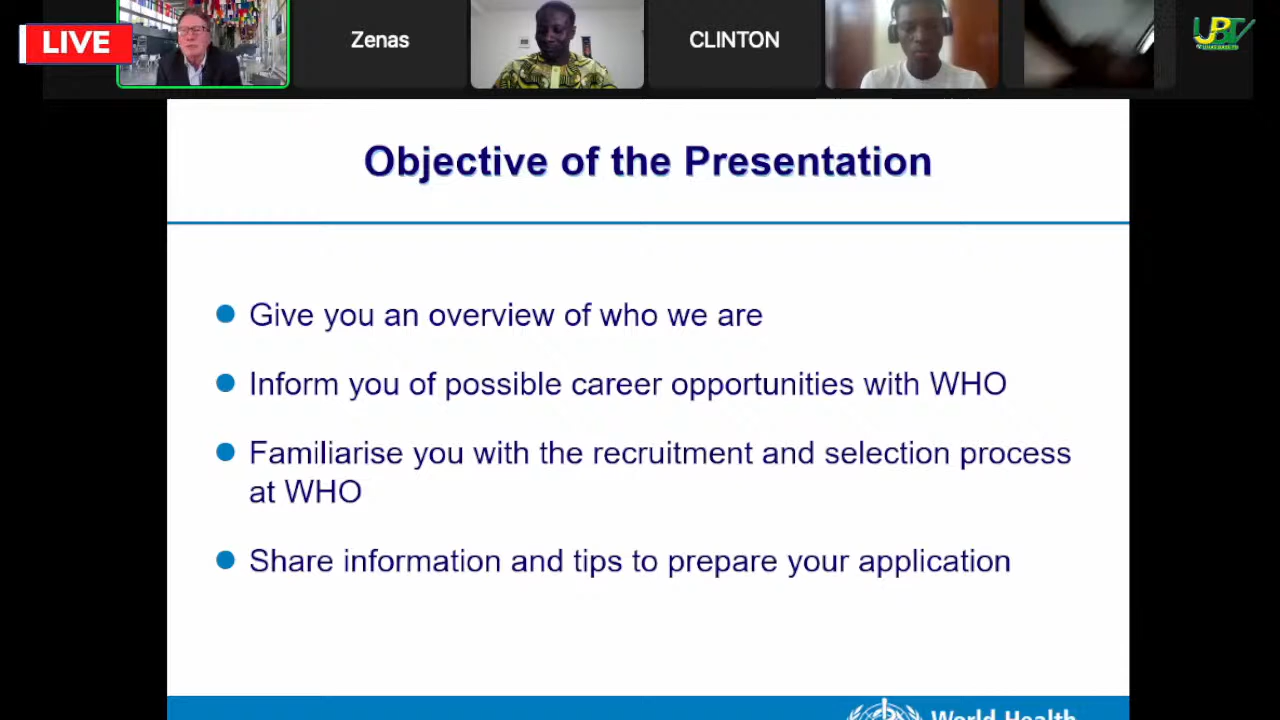 LIVE
Zenas
CLINTON
UBTV
Objective of the Presentation
Give you an overview of who we are
Inform you of possible career opportunities with WHO
Familiarise you with the recruitment and selection process
at WHO
Share information and tips to prepare your application
World Health